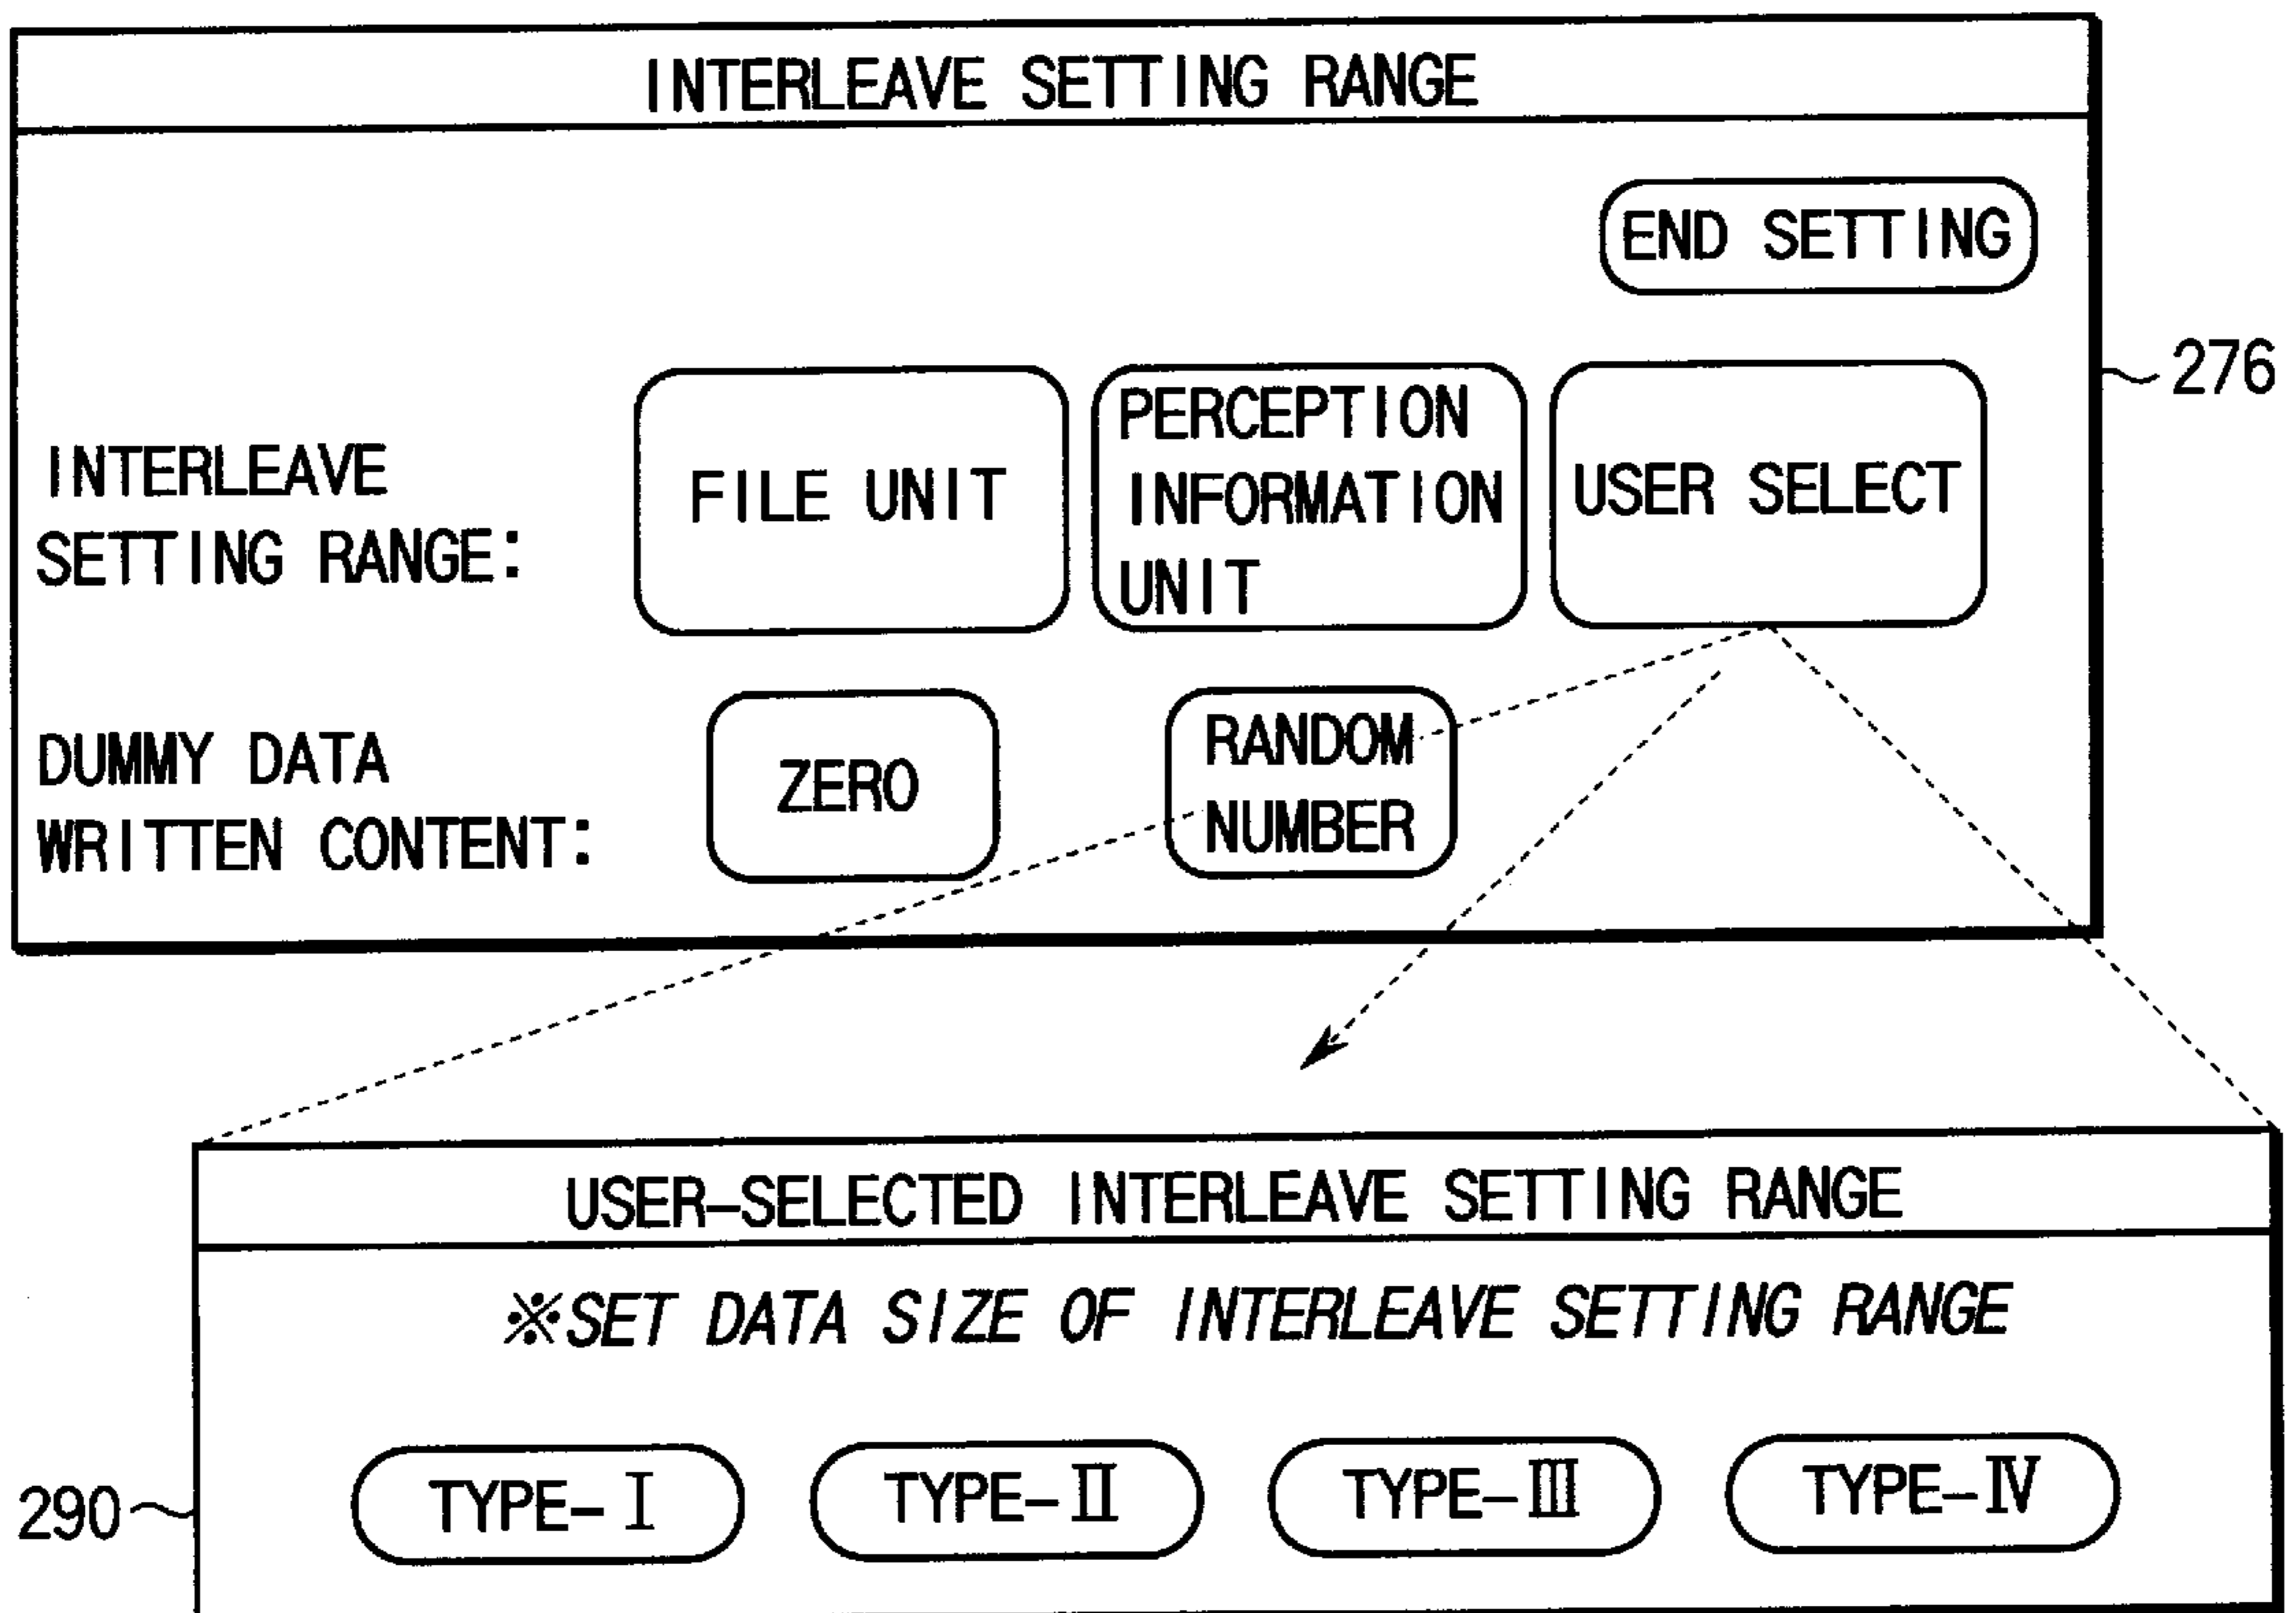 INTERLEAVE SETTING RANGE
END SETTING
276
INTERLEAVE
SETTING RANGE:
FILE UNIT
PERCEPTION
INFORMATION
UNIT
USER SELECT
DUMMY DATA
WRITTEN CONTENT:
ZERO
RANDOM
NUMBER
USER-SELECTED INTERLEAVE SETTING RANGE
※SET DATA SIZE OF INTERLEAVE SETTING RANGE
290
TYPE-Ⅰ
TYPE-Ⅱ
TYPE-Ⅲ
TYPE-Ⅳ